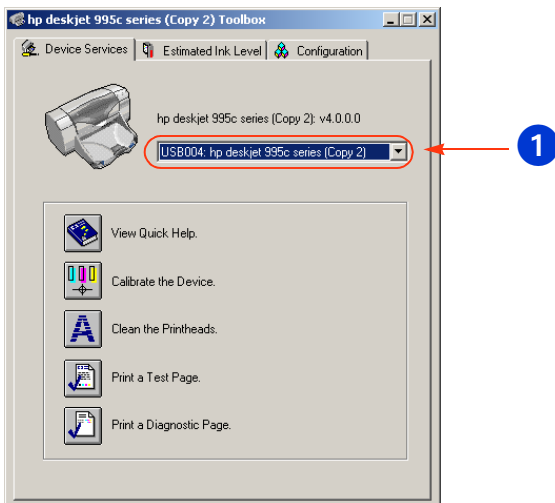 hp deskjet 995c series (Copy 2) Toolbox
Device Services
Estimated Ink Level
Configuration
hp deskjet 995c series (Copy 2): v4.0.0.0
USB004: hp deskjet 995c series (Copy 2)
1
View Quick Help.
Calibrate the Device.
Clean the Printheads.
Print a Test Page.
Print a Diagnostic Page.